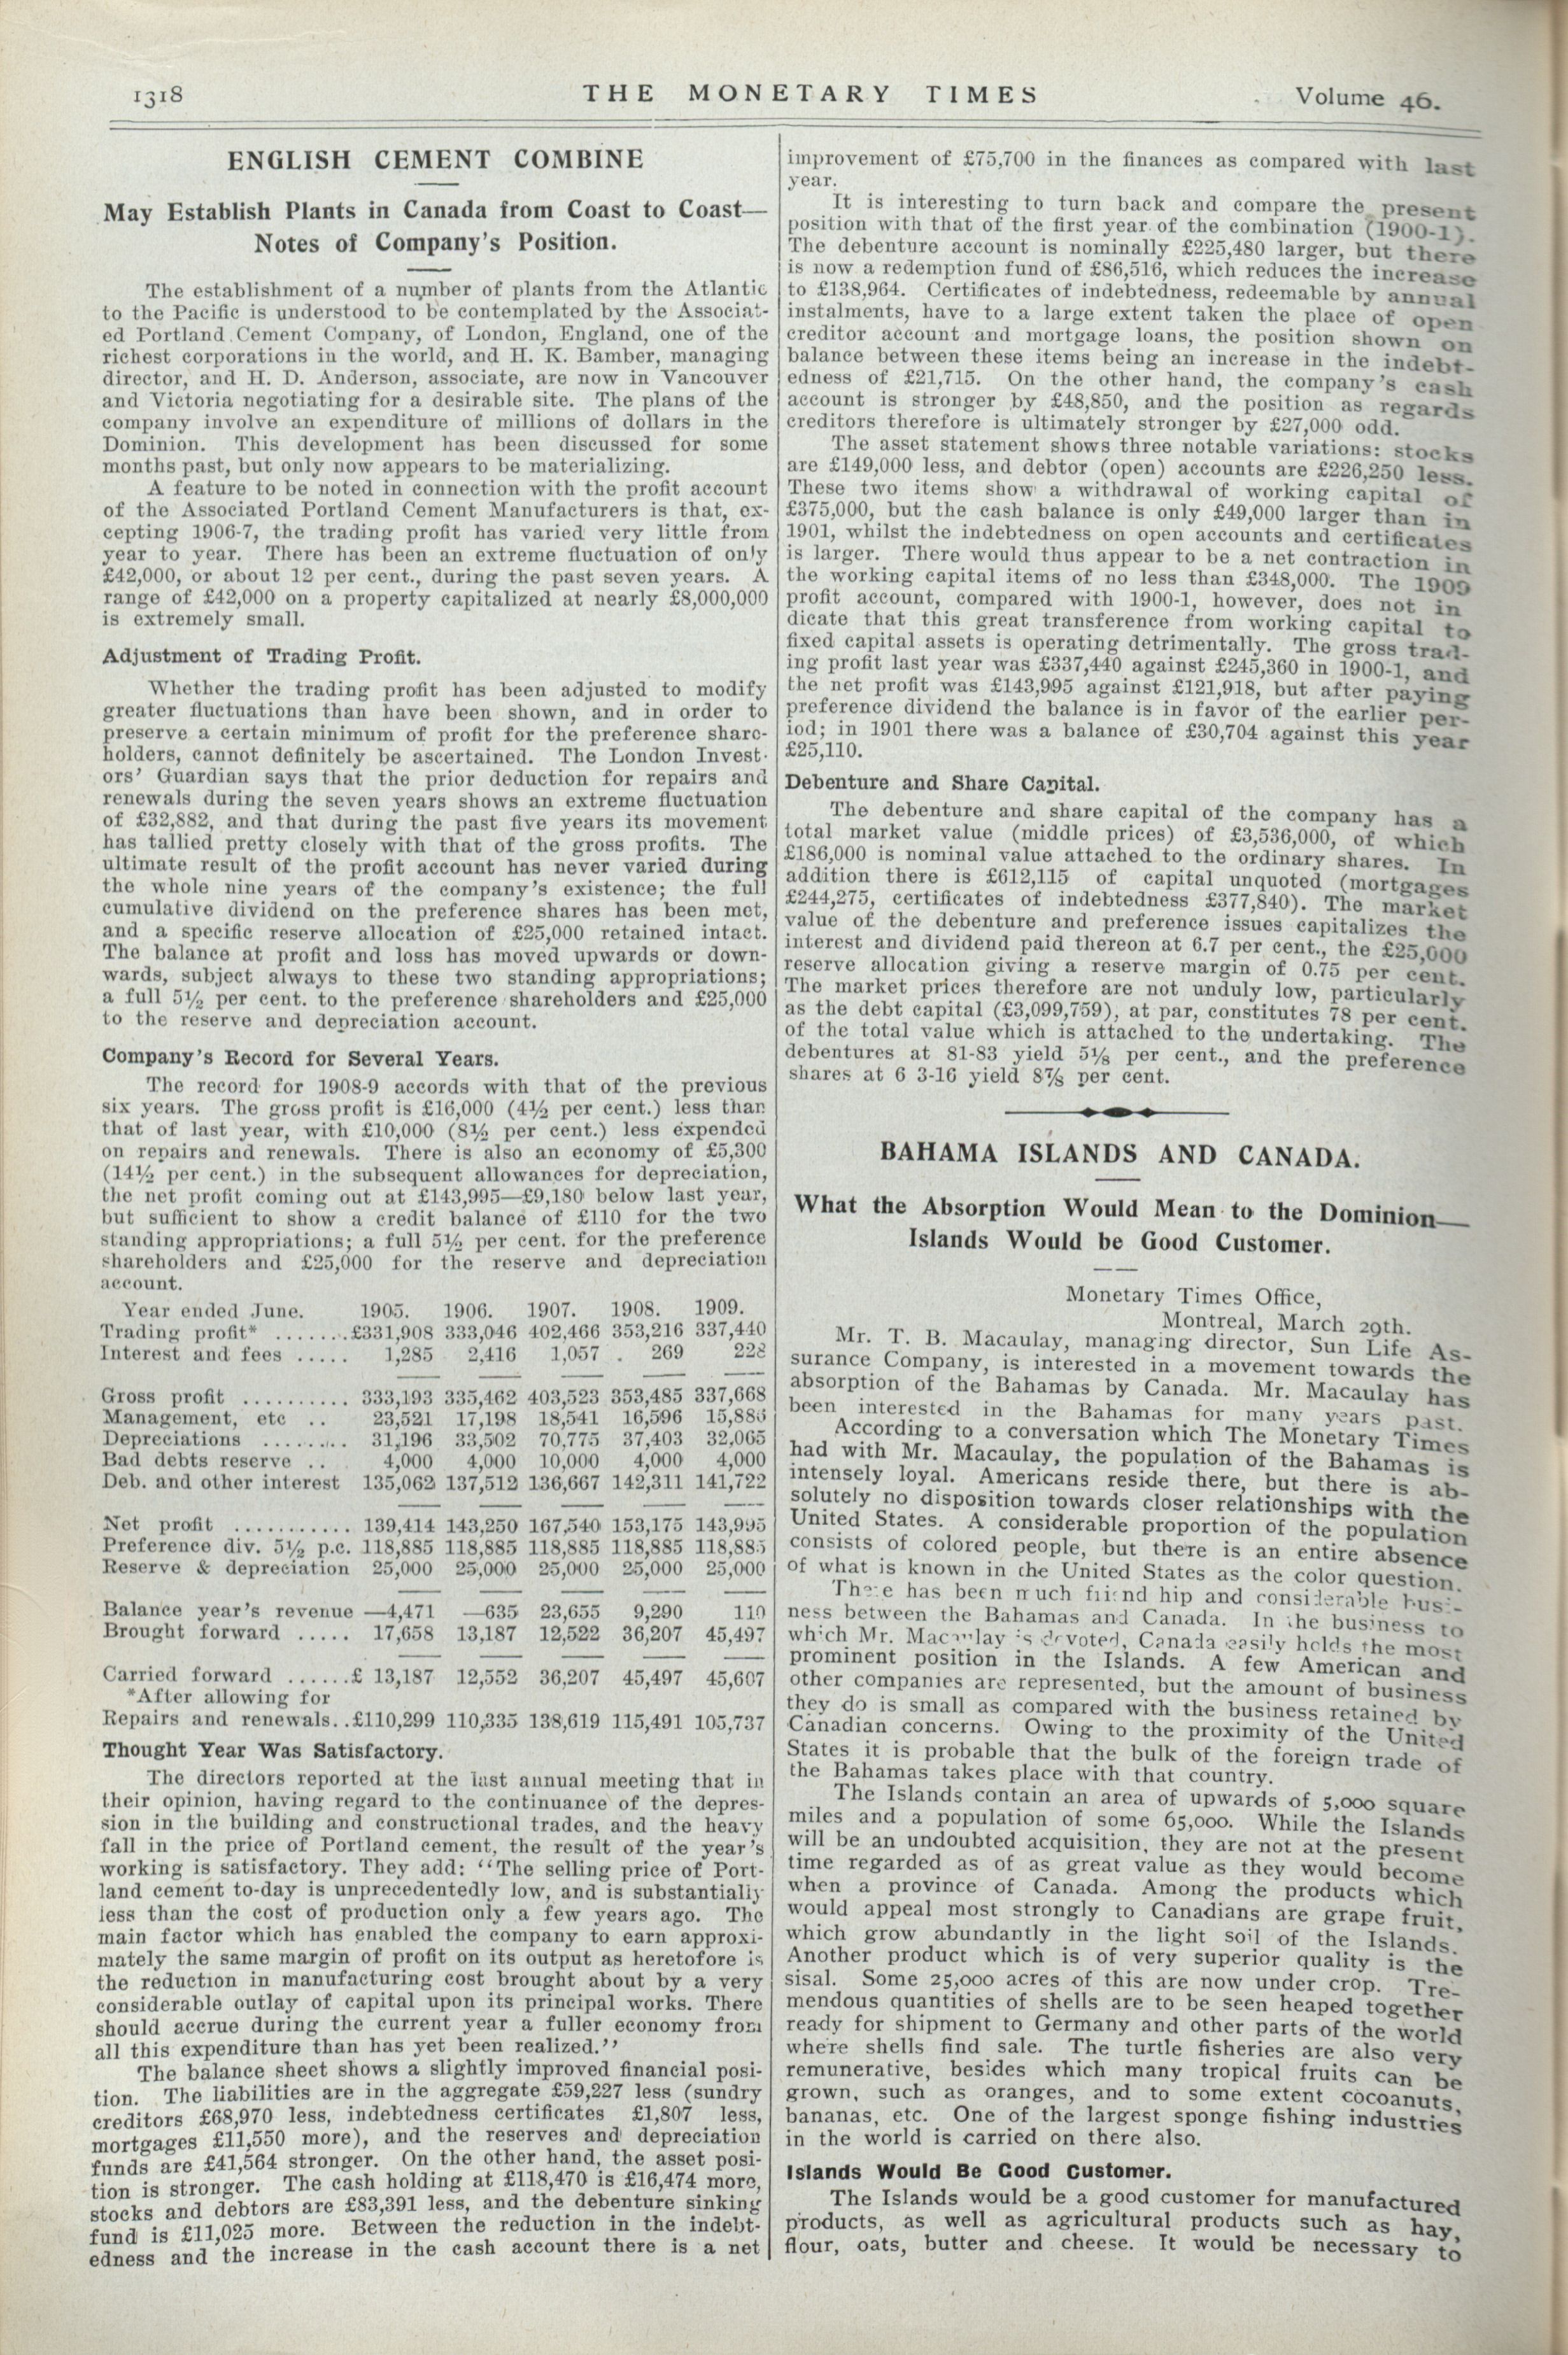 1318
THE MONETARY TIMES
Volume 46.
ENGLISH CEMENT COMBINE
May Establish Plants in Canada from Coast to Coast—
Notes of Company's Position.
The establishment of a number of plants from the Atlantic
to the Pacific is understood to be contemplated by the Associat-
ed Portland Cement Company, of London, England, one of the
richest corporations in the world, and H. K. Bamber, managing
director, and H. D. Anderson, associate, are now in Vancouver
and Victoria negotiating for a desirable site. The plans of the
company involve an expenditure of millions of dollars in the
Dominion. This development has been discussed for some
months past, but only now appears to be materializing.
A feature to be noted in connection with the profit account
of the Associated Portland Cement Manufacturers is that, ex-
cepting 1906-7, the trading profit has varied very little from
year to year. There has been an extreme fluctuation of only
£42,000, or about 12 per cent., during the past seven years. A
range of £42,000 on a property capitalized at nearly £8,000,000
is extremely small.
Adjustment of Trading Profit.
Whether the trading profit has been adjusted to modify
greater fluctuations than have been shown, and in order to
preserve a certain minimum of profit for the preference share-
holders, cannot definitely be ascertained. The London Invest-
ors' Guardian says that the prior deduction for repairs and
renewals during the seven years shows an extreme fluctuation
of £32,882, and that during the past five years its movement
has tallied pretty closely with that of the gross profits. The
ultimate result of the profit account has never varied during
the whole nine years of the company's existence; the full
cumulative dividend on the preference shares has been met,
and a specific reserve allocation of £25,000 retained intact.
The balance at profit and loss has moved upwards or down-
wards, subject always to these two standing appropriations;
a full 5½ per cent. to the preference shareholders and £25,000
to the reserve and depreciation account.
Company's Record for Several Years.
The record for 1908-9 accords with that of the previous
six years. The gross profit is £16,000 (4½ per cent.) less than
that of last year, with £10,000 (8½ per cent.) less expended
on repairs and renewals. There is also an economy of £5,300
(14½ per cent.) in the subsequent allowances for depreciation,
the net profit coming out at £143,995—£9,180 below last year,
but sufficient to show a credit balance of £110 for the two
standing appropriations; a full 5½ per cent. for the preference
shareholders and £25,000 for the reserve and depreciation
account.
Year ended June. 1905. 1906. 1907. 1908. 1909.
Trading profit* .......£331,908 333,046 402,466 353,216 337,440
Interest and fees ..... 1,285 2,416 1,057 . 269 228
Gross profit .......... 333,193 335,462 403,523 353,485 337,668
Management, etc .. 23,521 17,198 18,541 16,596 15,886
Depreciations ........ 31,196 33,502 70,775 37,403 32,065
Bad debts reserve .. 4,000 4,000 10,000 4,000 4,000
Deb. and other interest 135,062 137,512 136,667 142,311 141,722
Net profit ........... 139,414 143,250 167,540 153,175 143,995
Preference div. 5½ p.c. 118,885 118,885 118,885 118,885 118,885
Reserve & depreciation 25,000 25,000 25,000 25,000 25,000
Balance year's revenue —4,471 —635 23,655 9,290 110
Brought forward ..... 17,658 13,187 12,522 36,207 45,497
Carried forward ......£ 13,187 12,552 36,207 45,497 45,607
*After allowing for
Repairs and renewals..£110,299 110,335 138,619 115,491 105,737
Thought Year Was Satisfactory.
The directors reported at the last annual meeting that in
their opinion, having regard to the continuance of the depres-
sion in the building and constructional trades, and the heavy
fall in the price of Portland cement, the result of the year's
working is satisfactory. They add: "The selling price of Port-
land cement to-day is unprecedentedly low, and is substantially
less than the cost of production only a few years ago. The
main factor which has enabled the company to earn approxi-
mately the same margin of profit on its output as heretofore is
the reduction in manufacturing cost brought about by a very
considerable outlay of capital upon its principal works. There
should accrue during the current year a fuller economy from
all this expenditure than has yet been realized."
The balance sheet shows a slightly improved financial posi-
tion. The liabilities are in the aggregate £59,227 less (sundry
creditors £68,970 less, indebtedness certificates £1,807 less,
mortgages £11,550 more), and the reserves and depreciation
funds are £41,564 stronger. On the other hand, the asset posi-
tion is stronger. The cash holding at £118,470 is £16,474 more,
stocks and debtors are £83,391 less, and the debenture sinking
fund is £11,025 more. Between the reduction in the indebt-
edness and the increase in the cash account there is a net
improvement of £75,700 in the finances as compared with last
year.
It is interesting to turn back and compare the present
position with that of the first year of the combination (1900-1).
The debenture account is nominally £225,480 larger, but there
is now a redemption fund of £86,516, which reduces the increase
to £138,964. Certificates of indebtedness, redeemable by annual
instalments, have to a large extent taken the place of open
creditor account and mortgage loans, the position shown on
balance between these items being an increase in the indebt-
edness of £21,715. On the other hand, the company's cash
account is stronger by £48,850, and the position as regards
creditors therefore is ultimately stronger by £27,000 odd.
The asset statement shows three notable variations: stocks
are £149,000 less, and debtor (open) accounts are £226,250 less.
These two items show a withdrawal of working capital of
£375,000, but the cash balance is only £49,000 larger than in
1901, whilst the indebtedness on open accounts and certificates
is larger. There would thus appear to be a net contraction in
the working capital items of no less than £348,000. The 1909
profit account, compared with 1900-1, however, does not in
dicate that this great transference from working capital to
fixed capital assets is operating detrimentally. The gross trad-
ing profit last year was £337,440 against £245,360 in 1900-1, and
the net profit was £143,995 against £121,918, but after paying
preference dividend the balance is in favor of the earlier per-
iod; in 1901 there was a balance of £30,704 against this year
£25,110.
Debenture and Share Capital.
The debenture and share capital of the company has a
total market value (middle prices) of £3,536,000, of which
£186,000 is nominal value attached to the ordinary shares. In
addition there is £612,115 of capital unquoted (mortgages
£244,275, certificates of indebtedness £377,840). The market
value of the debenture and preference issues capitalizes the
interest and dividend paid thereon at 6.7 per cent., the £25,000
reserve allocation giving a reserve margin of 0.75 per cent.
The market prices therefore are not unduly low, particularly
as the debt capital (£3,099,759), at par, constitutes 78 per cent.
of the total value which is attached to the undertaking. The
debentures at 81-83 yield 5⅛ per cent., and the preference
shares at 6 3-16 yield 8⅞ per cent.
BAHAMA ISLANDS AND CANADA.
What the Absorption Would Mean to the Dominion—
Islands Would be Good Customer.
Monetary Times Office,
Montreal, March 29th.
Mr. T. B. Macaulay, managing director, Sun Life As-
surance Company, is interested in a movement towards the
absorption of the Bahamas by Canada. Mr. Macaulay has
been interested in the Bahamas for many years past.
According to a conversation which The Monetary Times
had with Mr. Macaulay, the population of the Bahamas is
intensely loyal. Americans reside there, but there is ab-
solutely no disposition towards closer relationships with the
United States. A considerable proportion of the population
consists of colored people, but there is an entire absence
of what is known in the United States as the color question.
There has been much friend hip and considerable busi-
ness between the Bahamas and Canada. In the business to
which Mr. Macaulay is devoted, Canada easily holds the most
prominent position in the Islands. A few American and
other companies are represented, but the amount of business
they do is small as compared with the business retained by
Canadian concerns. Owing to the proximity of the United
States it is probable that the bulk of the foreign trade of
the Bahamas takes place with that country.
The Islands contain an area of upwards of 5,000 square
miles and a population of some 65,000. While the Islands
will be an undoubted acquisition, they are not at the present
time regarded as of as great value as they would become
when a province of Canada. Among the products which
would appeal most strongly to Canadians are grape fruit,
which grow abundantly in the light soil of the Islands.
Another product which is of very superior quality is the
sisal. Some 25,000 acres of this are now under crop. Tre-
mendous quantities of shells are to be seen heaped together
ready for shipment to Germany and other parts of the world
where shells find sale. The turtle fisheries are also very
remunerative, besides which many tropical fruits can be
grown, such as oranges, and to some extent cocoanuts,
bananas, etc. One of the largest sponge fishing industries
in the world is carried on there also.
Islands Would Be Good Customer.
The Islands would be a good customer for manufactured
products, as well as agricultural products such as hay,
flour, oats, butter and cheese. It would be necessary to